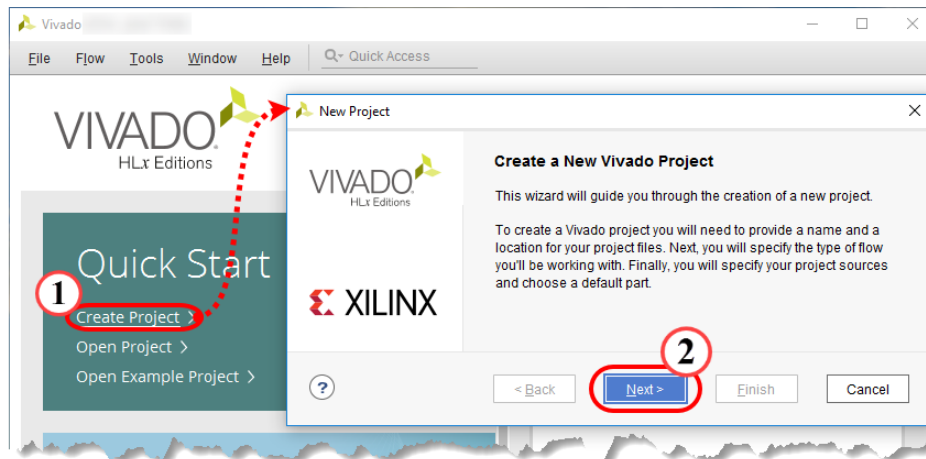 Vivado
File Flow Tools Window Help Quick Access
VIVADO.
HLx Editions
Quick Start
1
Create Project >
Open Project >
Open Example Project >
New Project
VIVADO.
HLx Editions
XILINX
Create a New Vivado Project
This wizard will guide you through the creation of a new project.
To create a Vivado project you will need to provide a name and a
location for your project files. Next, you will specify the type of flow
you'll be working with. Finally, you will specify your project sources
and choose a default part.
2
?
< Back Next > Finish Cancel